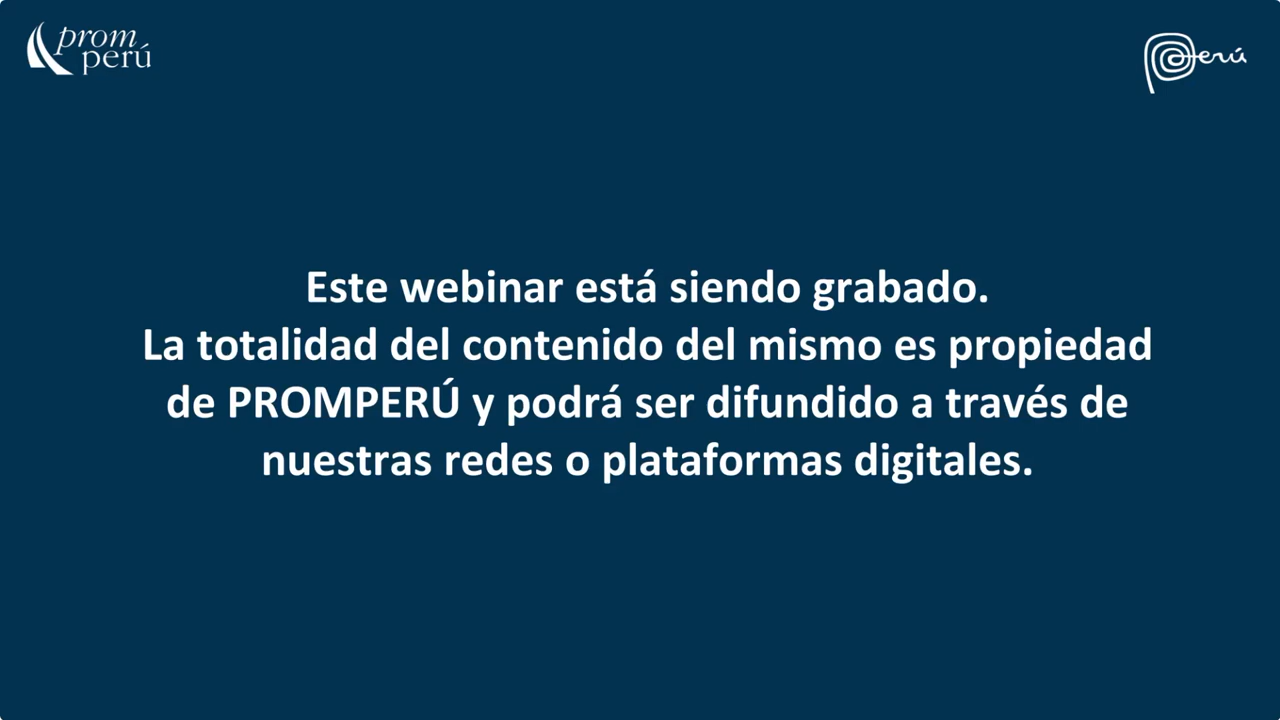 prom
perú
Perú
Este webinar está siendo grabado.
La totalidad del contenido del mismo es propiedad
de PROMPERÚ y podrá ser difundido a través de
nuestras redes o plataformas digitales.